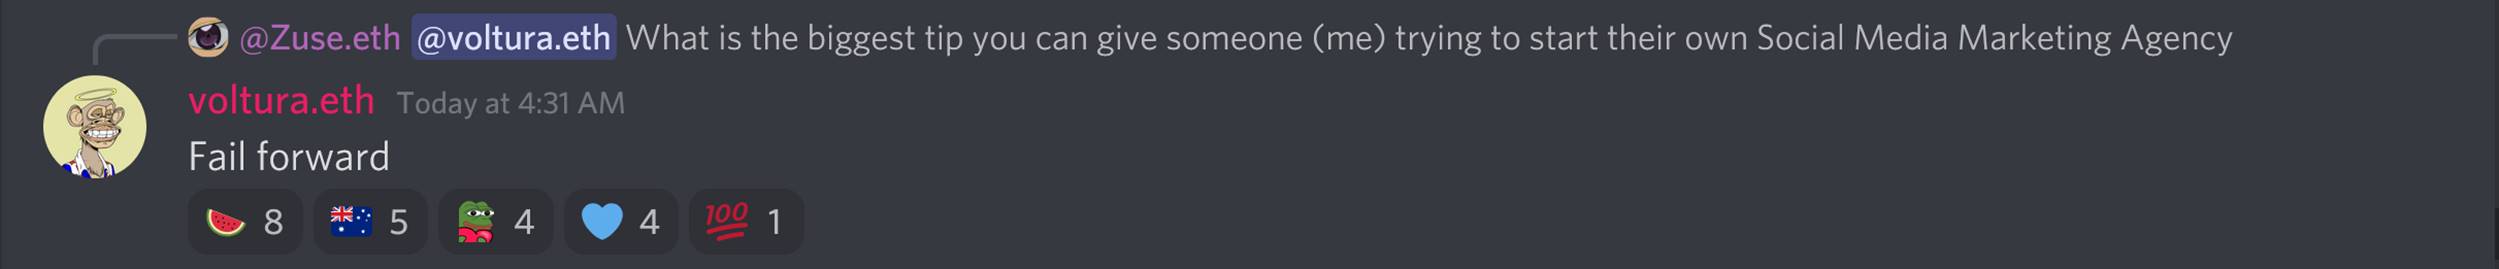 @Zuse.eth @voltura.eth What is the biggest tip you can give someone (me) trying to start their own Social Media Marketing Agency
voltura.eth Today at 4:31 AM
Fail forward
8 5 4 4 100 1